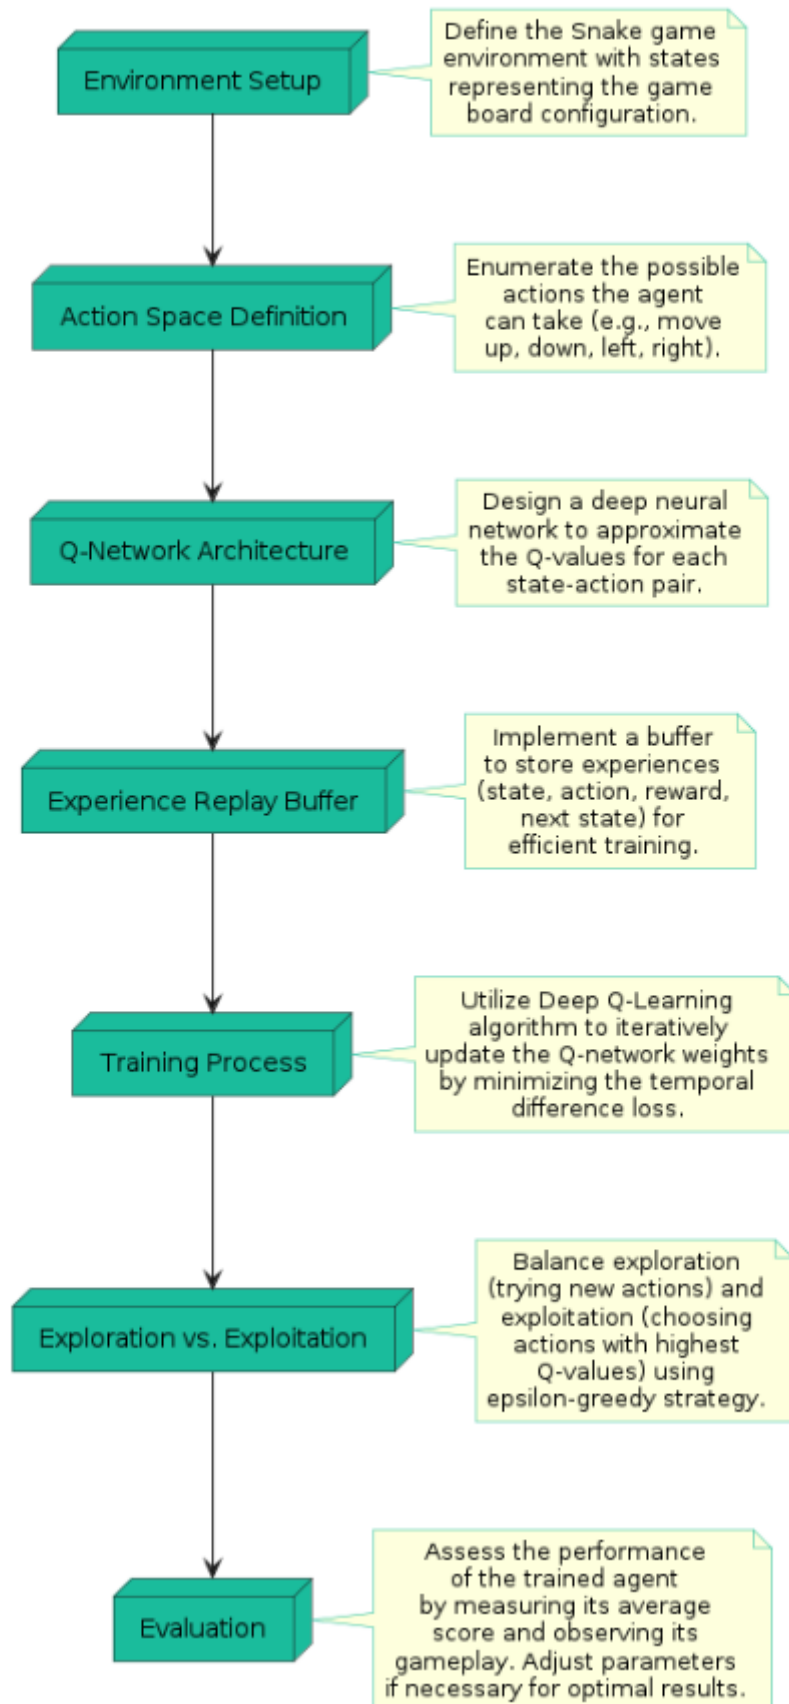 Environment Setup
Define the Snake game
environment with states
representing the game
board configuration.
Action Space Definition
Enumerate the possible
actions the agent
can take (e.g., move
up, down, left, right).
Q-Network Architecture
Design a deep neural
network to approximate
the Q-values for each
state-action pair.
Experience Replay Buffer
Implement a buffer
to store experiences
(state, action, reward,
next state) for
efficient training.
Training Process
Utilize Deep Q-Learning
algorithm to iteratively
update the Q-network weights
by minimizing the temporal
difference loss.
Exploration vs. Exploitation
Balance exploration
(trying new actions) and
exploitation (choosing
actions with highest
Q-values) using
epsilon-greedy strategy.
Evaluation
Assess the performance
of the trained agent
by measuring its average
score and observing its
gameplay. Adjust parameters
if necessary for optimal results.